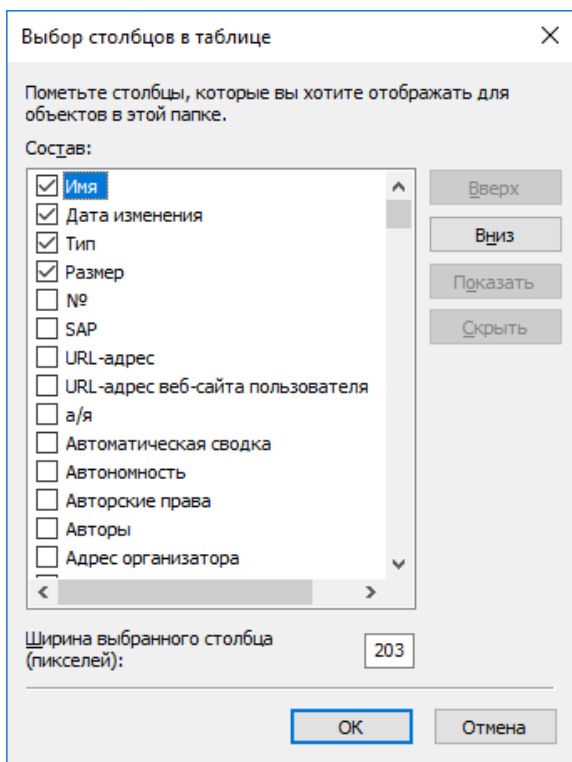 Выбор столбцов в таблице
Пометьте столбцы, которые вы хотите отображать для
объектов в этой папке.
Состав:
Имя
Дата изменения
Тип
Размер
№
SAP
URL-адрес
URL-адрес веб-сайта пользователя
а/я
Автоматическая сводка
Автономность
Авторские права
Авторы
Адрес организатора
Вверх
Вниз
Показать
Скрыть
Ширина выбранного столбца
(пикселей):
203
ОК
Отмена